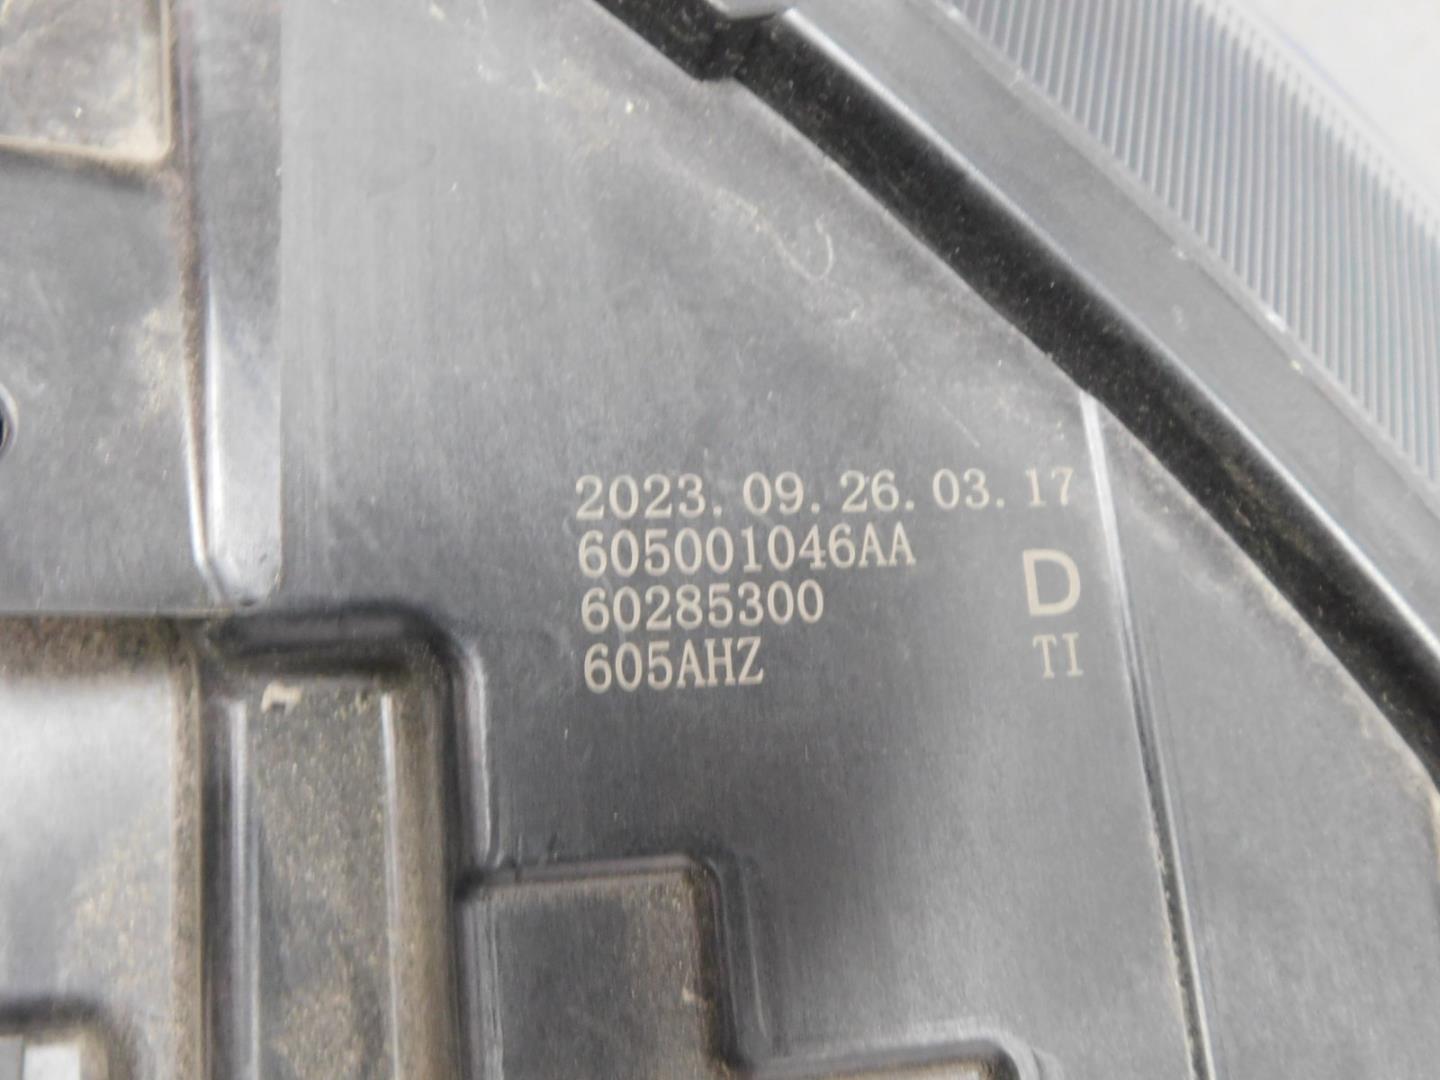 2023. 09. 26. 03. 17
605001046AA
60285300
D
605AHZ
TI